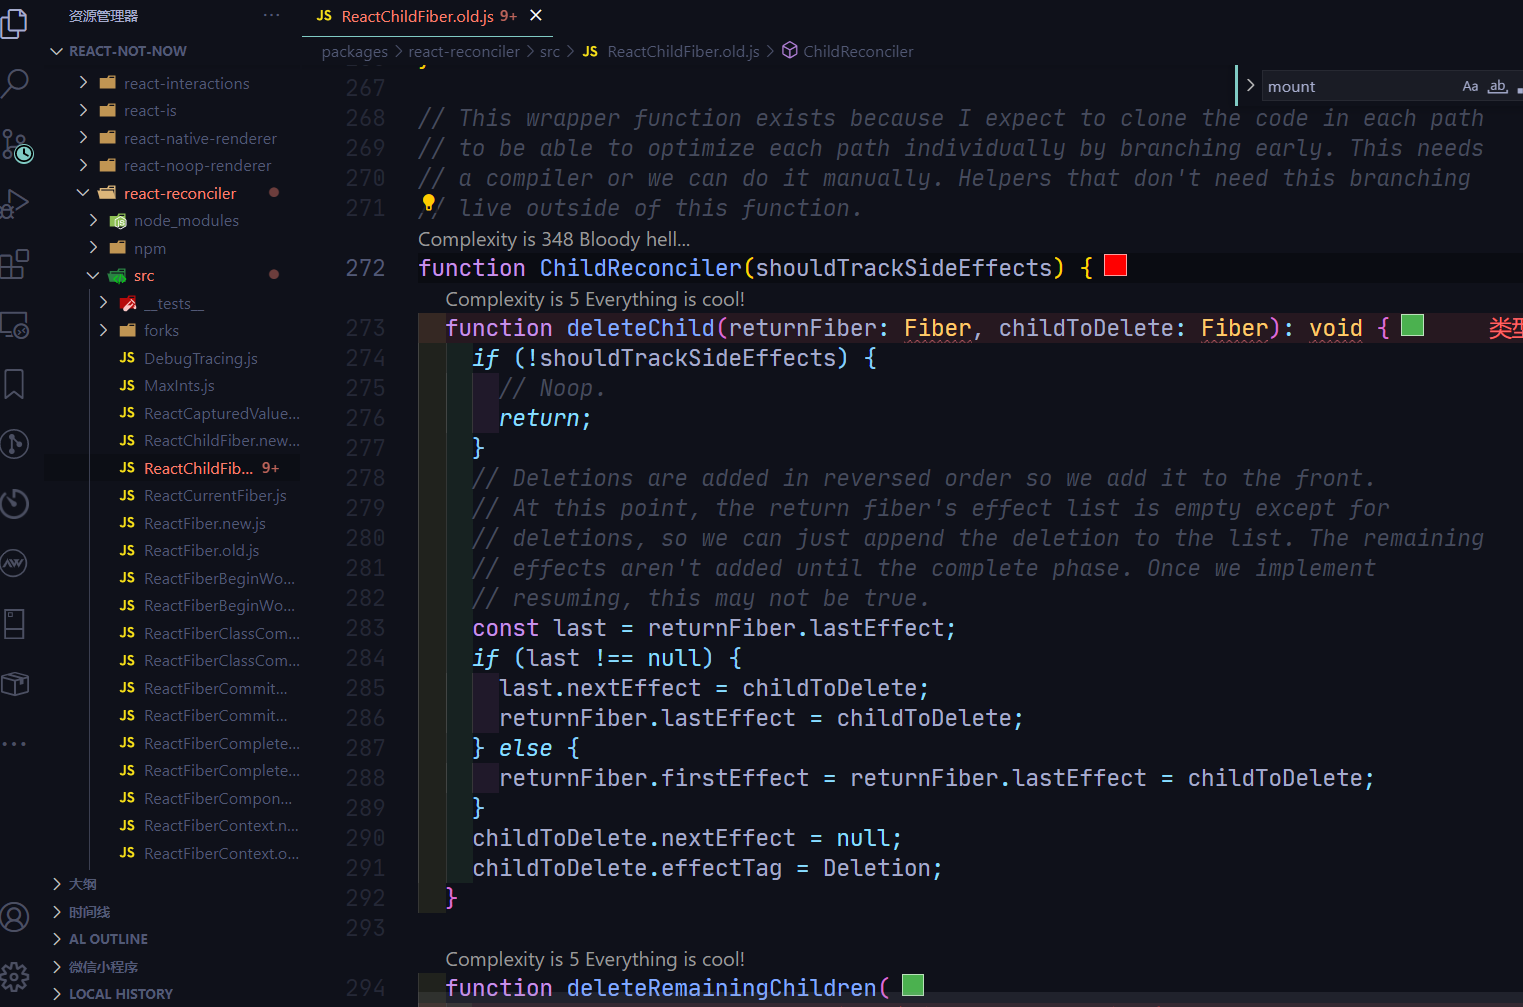 资源管理器
···
REACT-NOT-NOW
react-interactions
react-is
react-native-renderer
react-noop-renderer
react-reconciler
node_modules
npm
src
__tests__
forks
JS DebugTracing.js
JS MaxInts.js
JS ReactCapturedValue...
JS ReactChildFiber.new...
JS ReactChildFib... 9+
JS ReactCurrentFiber.js
JS ReactFiber.new.js
JS ReactFiber.old.js
JS ReactFiberBeginWo...
JS ReactFiberBeginWo...
JS ReactFiberClassCom...
JS ReactFiberClassCom...
JS ReactFiberCommit...
JS ReactFiberCommit...
JS ReactFiberComplete...
JS ReactFiberComplete...
JS ReactFiberCompon...
JS ReactFiberContext.n...
JS ReactFiberContext.o...
大纲
时间线
AL OUTLINE
微信小程序
LOCAL HISTORY
JS ReactChildFiber.old.js 9+ ×
packages > react-reconciler > src > JS ReactChildFiber.old.js > ChildReconciler
mount Aa ab
267
268 // This wrapper function exists because I expect to clone the code in each path
269 // to be able to optimize each path individually by branching early. This needs
270 // a compiler or we can do it manually. Helpers that don't need this branching
271 // live outside of this function.
Complexity is 348 Bloody hell...
272 function ChildReconciler(shouldTrackSideEffects) {
Complexity is 5 Everything is cool!
273 function deleteChild(returnFiber: Fiber, childToDelete: Fiber): void { 类型
274 if (!shouldTrackSideEffects) {
275 // Noop.
276 return;
277 }
278 // Deletions are added in reversed order so we add it to the front.
279 // At this point, the return fiber's effect list is empty except for
280 // deletions, so we can just append the deletion to the list. The remaining
281 // effects aren't added until the complete phase. Once we implement
282 // resuming, this may not be true.
283 const last = returnFiber.lastEffect;
284 if (last !== null) {
285 last.nextEffect = childToDelete;
286 returnFiber.lastEffect = childToDelete;
287 } else {
288 returnFiber.firstEffect = returnFiber.lastEffect = childToDelete;
289 }
290 childToDelete.nextEffect = null;
291 childToDelete.effectTag = Deletion;
292 }
293
Complexity is 5 Everything is cool!
294 function deleteRemainingChildren(